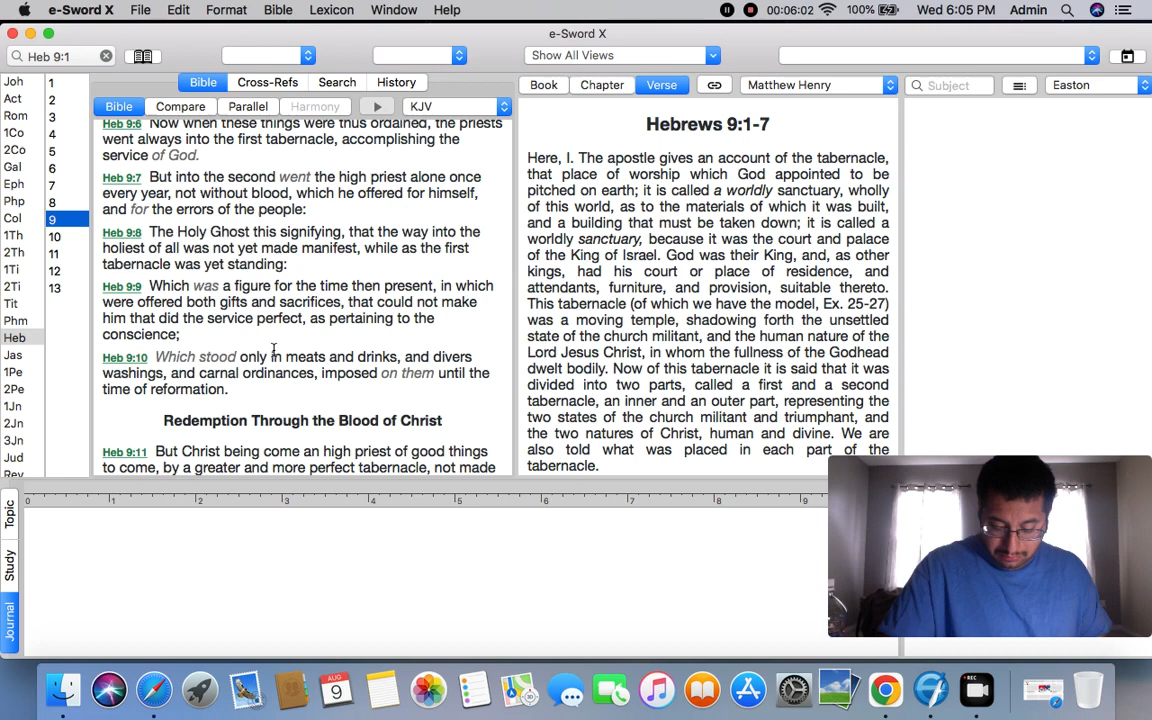 e-Sword X File Edit Format Bible Lexicon Window Help 00:06:02 100% Wed 6:05 PM Admin
e-Sword X
Heb 9:1 Show All Views
Bible Cross-Refs Search History
Book Chapter Verse Matthew Henry Subject Easton
Bible Compare Parallel Harmony KJV
Joh
Act
Rom
1Co
2Co
Gal
Eph
Php
Col
1Th
2Th
1Ti
2Ti
Tit
Phm
Heb
Jas
1Pe
2Pe
1Jn
2Jn
3Jn
Jud
Rev
1
2
3
4
5
6
7
8
9
10
11
12
13
Heb 9:6 Now when these things were thus ordained, the priests
went always into the first tabernacle, accomplishing the
service of God.
Heb 9:7 But into the second went the high priest alone once
every year, not without blood, which he offered for himself,
and for the errors of the people:
Heb 9:8 The Holy Ghost this signifying, that the way into the
holiest of all was not yet made manifest, while as the first
tabernacle was yet standing:
Heb 9:9 Which was a figure for the time then present, in which
were offered both gifts and sacrifices, that could not make
him that did the service perfect, as pertaining to the
conscience;
Heb 9:10 Which stood only in meats and drinks, and divers
washings, and carnal ordinances, imposed on them until the
time of reformation.
Redemption Through the Blood of Christ
Heb 9:11 But Christ being come an high priest of good things
to come, by a greater and more perfect tabernacle, not made
Hebrews 9:1-7
Here, I. The apostle gives an account of the tabernacle,
that place of worship which God appointed to be
pitched on earth; it is called a worldly sanctuary, wholly
of this world, as to the materials of which it was built,
and a building that must be taken down; it is called a
worldly sanctuary, because it was the court and palace
of the King of Israel. God was their King, and, as other
kings, had his court or place of residence, and
attendants, furniture, and provision, suitable thereto.
This tabernacle (of which we have the model, Ex. 25-27)
was a moving temple, shadowing forth the unsettled
state of the church militant, and the human nature of the
Lord Jesus Christ, in whom the fullness of the Godhead
dwelt bodily. Now of this tabernacle it is said that it was
divided into two parts, called a first and a second
tabernacle, an inner and an outer part, representing the
two states of the church militant and triumphant, and
the two natures of Christ, human and divine. We are
also told what was placed in each part of the
tabernacle.
0 1 2 3 4 5 6 7 8 9
Topic
Study
Journal
AUG
9
REC